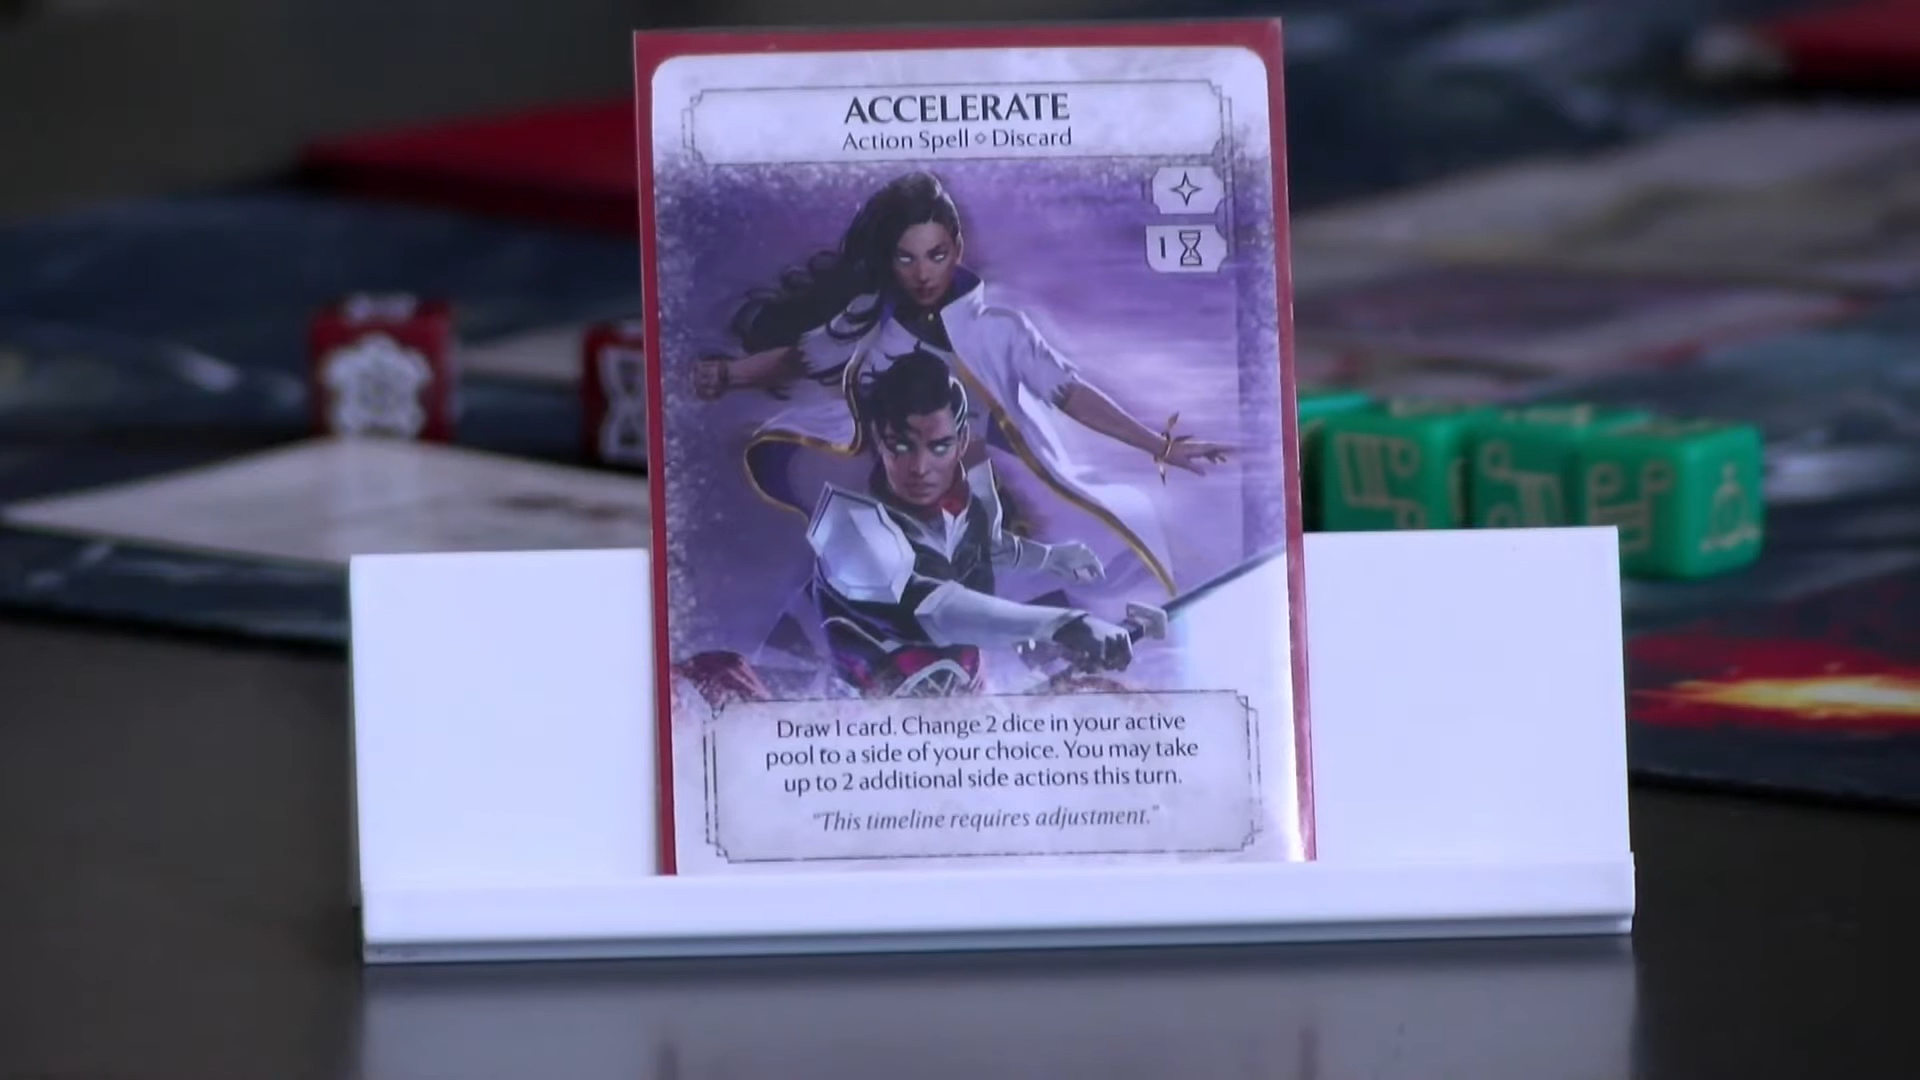 ACCELERATE
Action Spell ⋄ Discard
1
Draw 1 card. Change 2 dice in your active
pool to a side of your choice. You may take
up to 2 additional side actions this turn.
"This timeline requires adjustment."